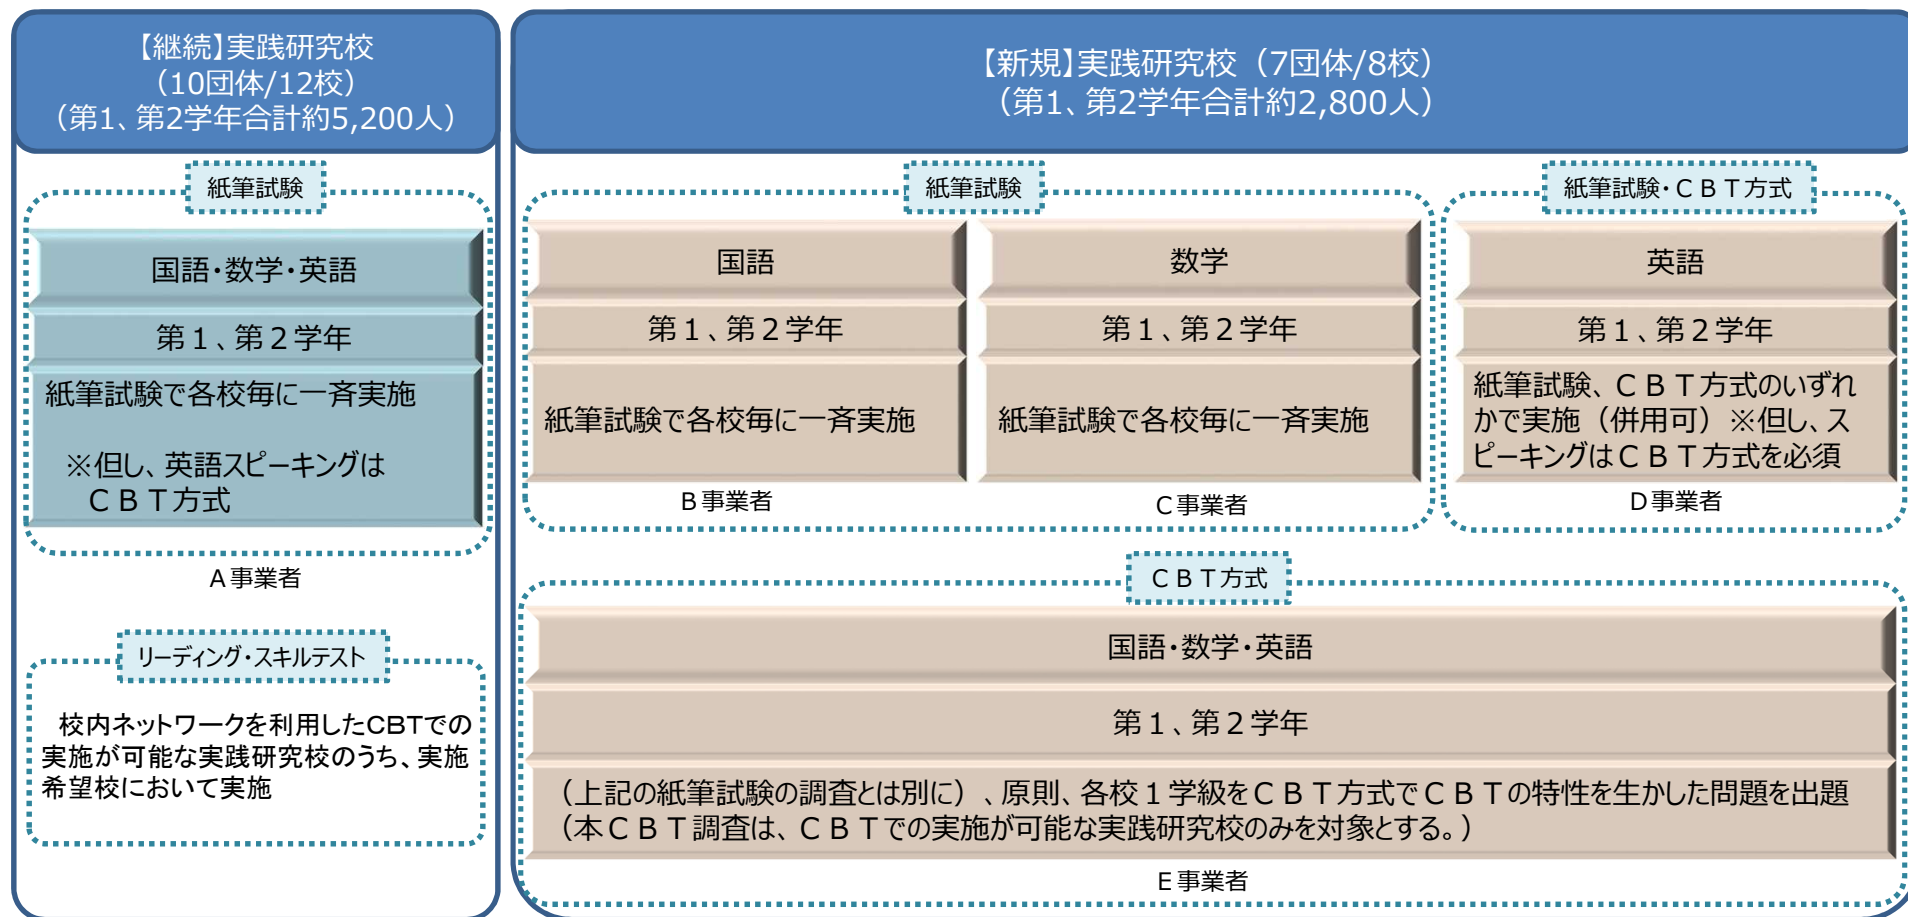 【継続】実践研究校
（10団体/12校）
（第1、第2学年合計約5,200人）
紙筆試験
国語・数学・英語
第１、第２学年
紙筆試験で各校毎に一斉実施
※但し、英語スピーキングは
ＣＢＴ方式
Ａ事業者
リーディング・スキルテスト
校内ネットワークを利用したCBTでの
実施が可能な実践研究校のうち、実施
希望校において実施
【新規】実践研究校（7団体/8校）
（第1、第2学年合計約2,800人）
紙筆試験
国語
第１、第２学年
紙筆試験で各校毎に一斉実施
Ｂ事業者
数学
第１、第２学年
紙筆試験で各校毎に一斉実施
Ｃ事業者
紙筆試験・ＣＢＴ方式
英語
第１、第２学年
紙筆試験、ＣＢＴ方式のいずれ
かで実施（併用可）※但し、ス
ピーキングはＣＢＴ方式を必須
Ｄ事業者
ＣＢＴ方式
国語・数学・英語
第１、第２学年
（上記の紙筆試験の調査とは別に）、原則、各校１学級をＣＢＴ方式でＣＢＴの特性を生かした問題を出題
（本ＣＢＴ調査は、ＣＢＴでの実施が可能な実践研究校のみを対象とする。）
Ｅ事業者